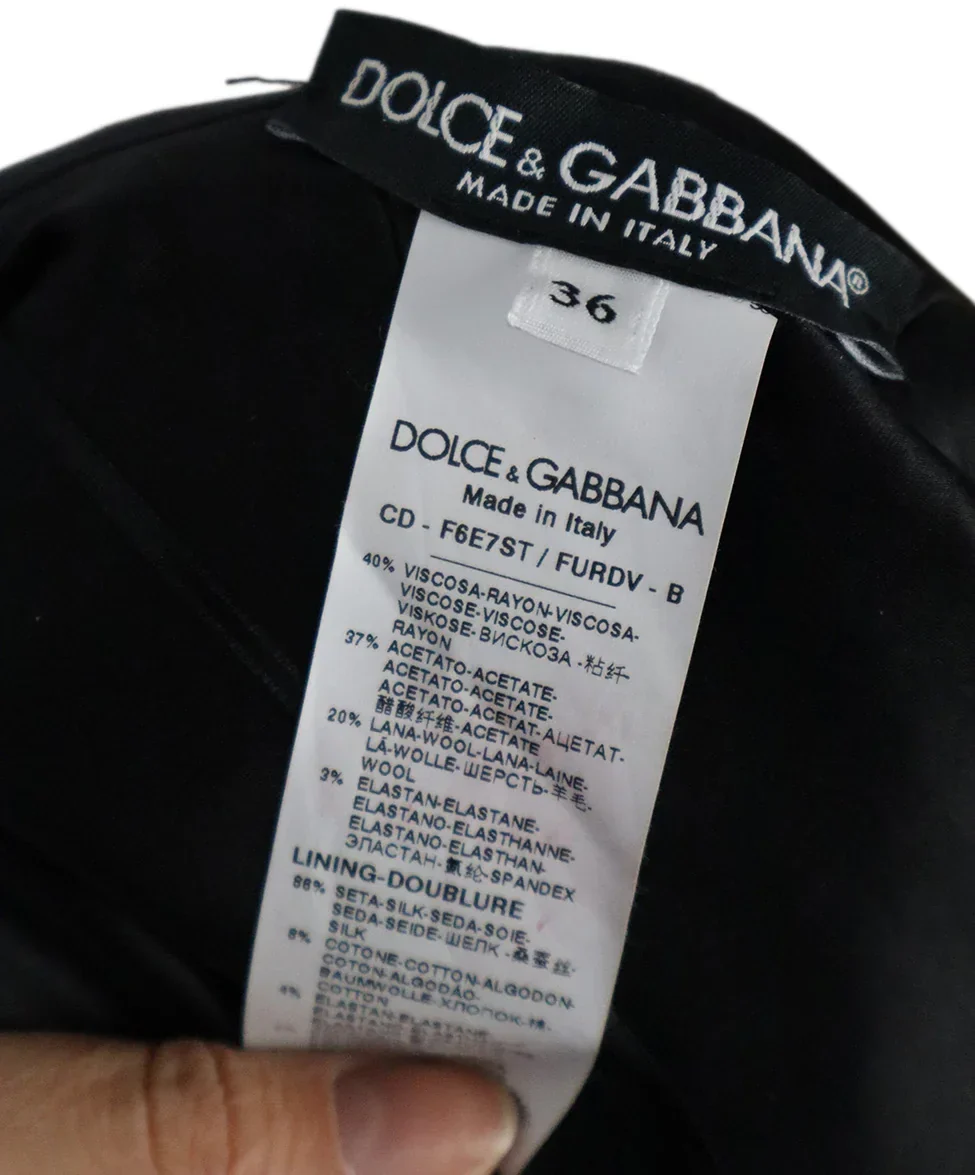 DOLCE & GABBANA®
MADE IN ITALY
36
DOLCE & GABBANA
Made in Italy
CD - F6E7ST / FURDV - B
40% VISCOSA-RAYON-VISCOSA-
VISCOSE-VISCOSE-
VISKOSE-ВИСКОЗА-粘纤-
RAYON
37% ACETATO-ACETATE-
ACETATO-ACETATE-
ACETATO-ACETAT-АЦЕТАТ-
醋酸纤维-ACETATE
20% LANA-WOOL-LANA-LAINE-
LÃ-WOLLE-ШЕРСТЬ-羊毛-
WOOL
3% ELASTAN-ELASTANE-
ELASTANO-ELASTHANNE-
ELASTANO-ELASTHAN-
ЭЛАСТАН-氨纶-SPANDEX
LINING-DOUBLURE
88% SETA-SILK-SEDA-SOIE-
SEDA-SEIDE-ШЕЛК-桑蚕丝-
SILK
8% COTONE-COTTON-ALGODON-
COTON-ALGODÃO-
BAUMWOLLE-ХЛОПОК-棉-
COTTON
4% ELASTAN-ELASTANE-